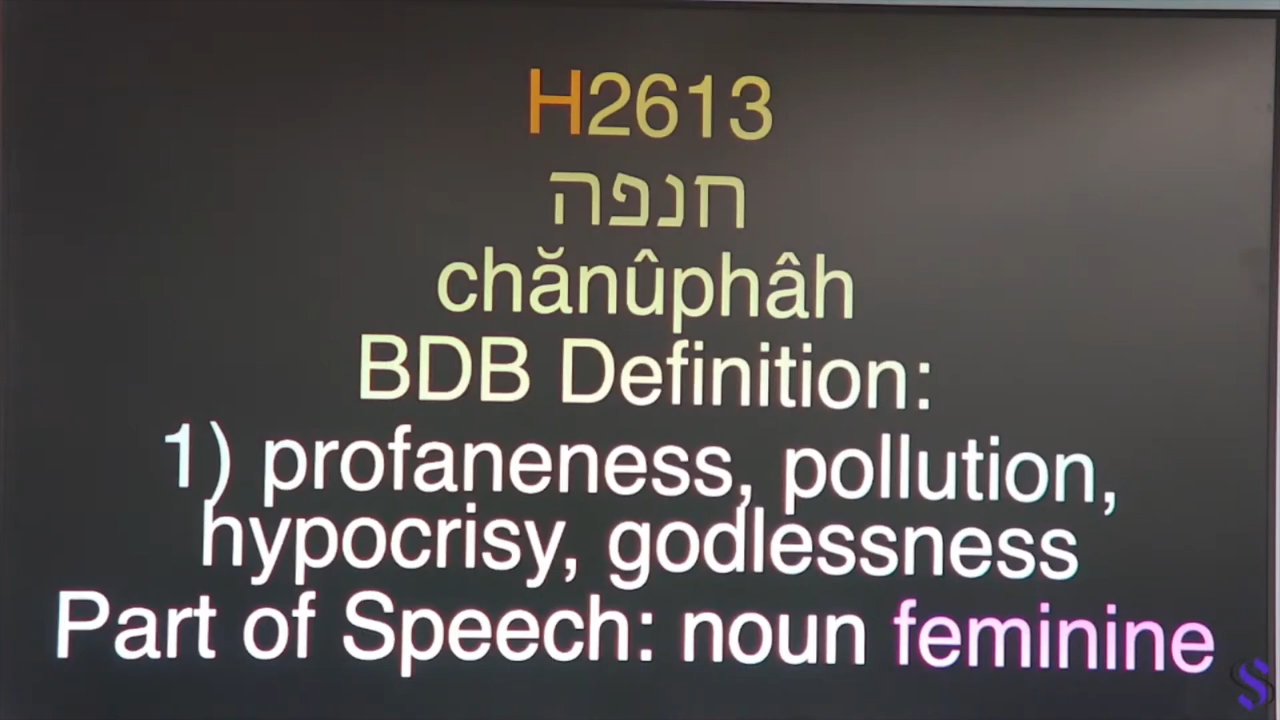 H2613
חנפה
chănûphâh
BDB Definition:
1) profaneness, pollution,
hypocrisy, godlessness
Part of Speech: noun feminine